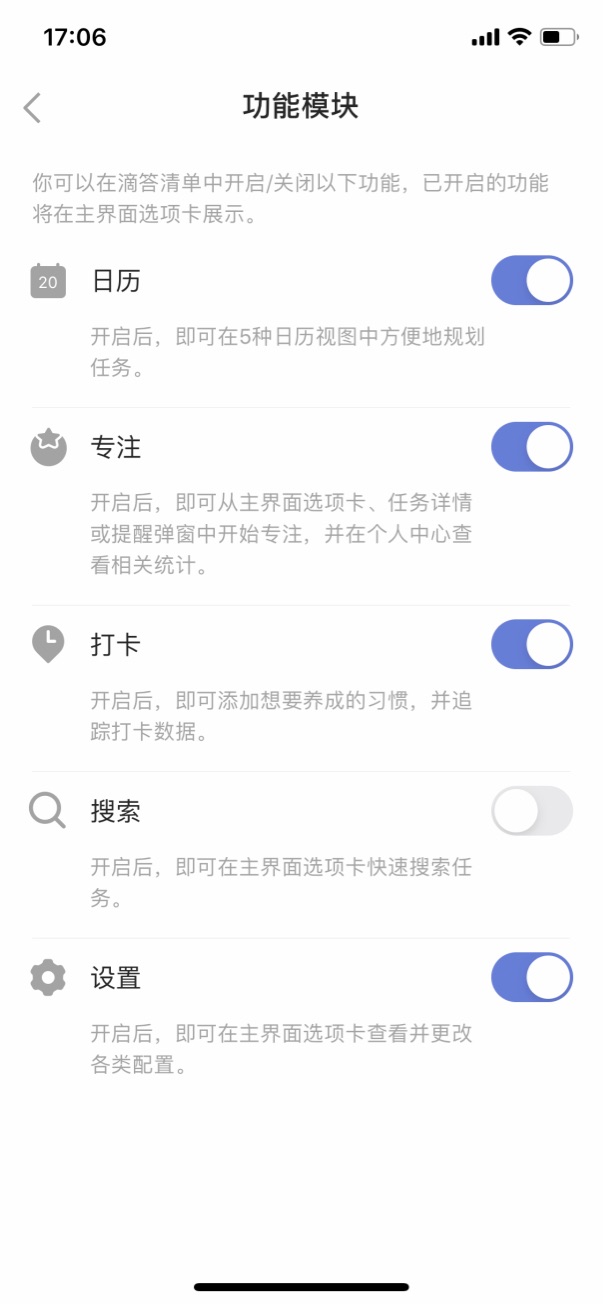 17:06
功能模块
你可以在滴答清单中开启/关闭以下功能，已开启的功能
将在主界面选项卡展示。
20
日历
开启后，即可在5种日历视图中方便地规划
任务。
专注
开启后，即可从主界面选项卡、任务详情
或提醒弹窗中开始专注，并在个人中心查
看相关统计。
打卡
开启后，即可添加想要养成的习惯，并追
踪打卡数据。
搜索
开启后，即可在主界面选项卡快速搜索任
务。
设置
开启后，即可在主界面选项卡查看并更改
各类配置。